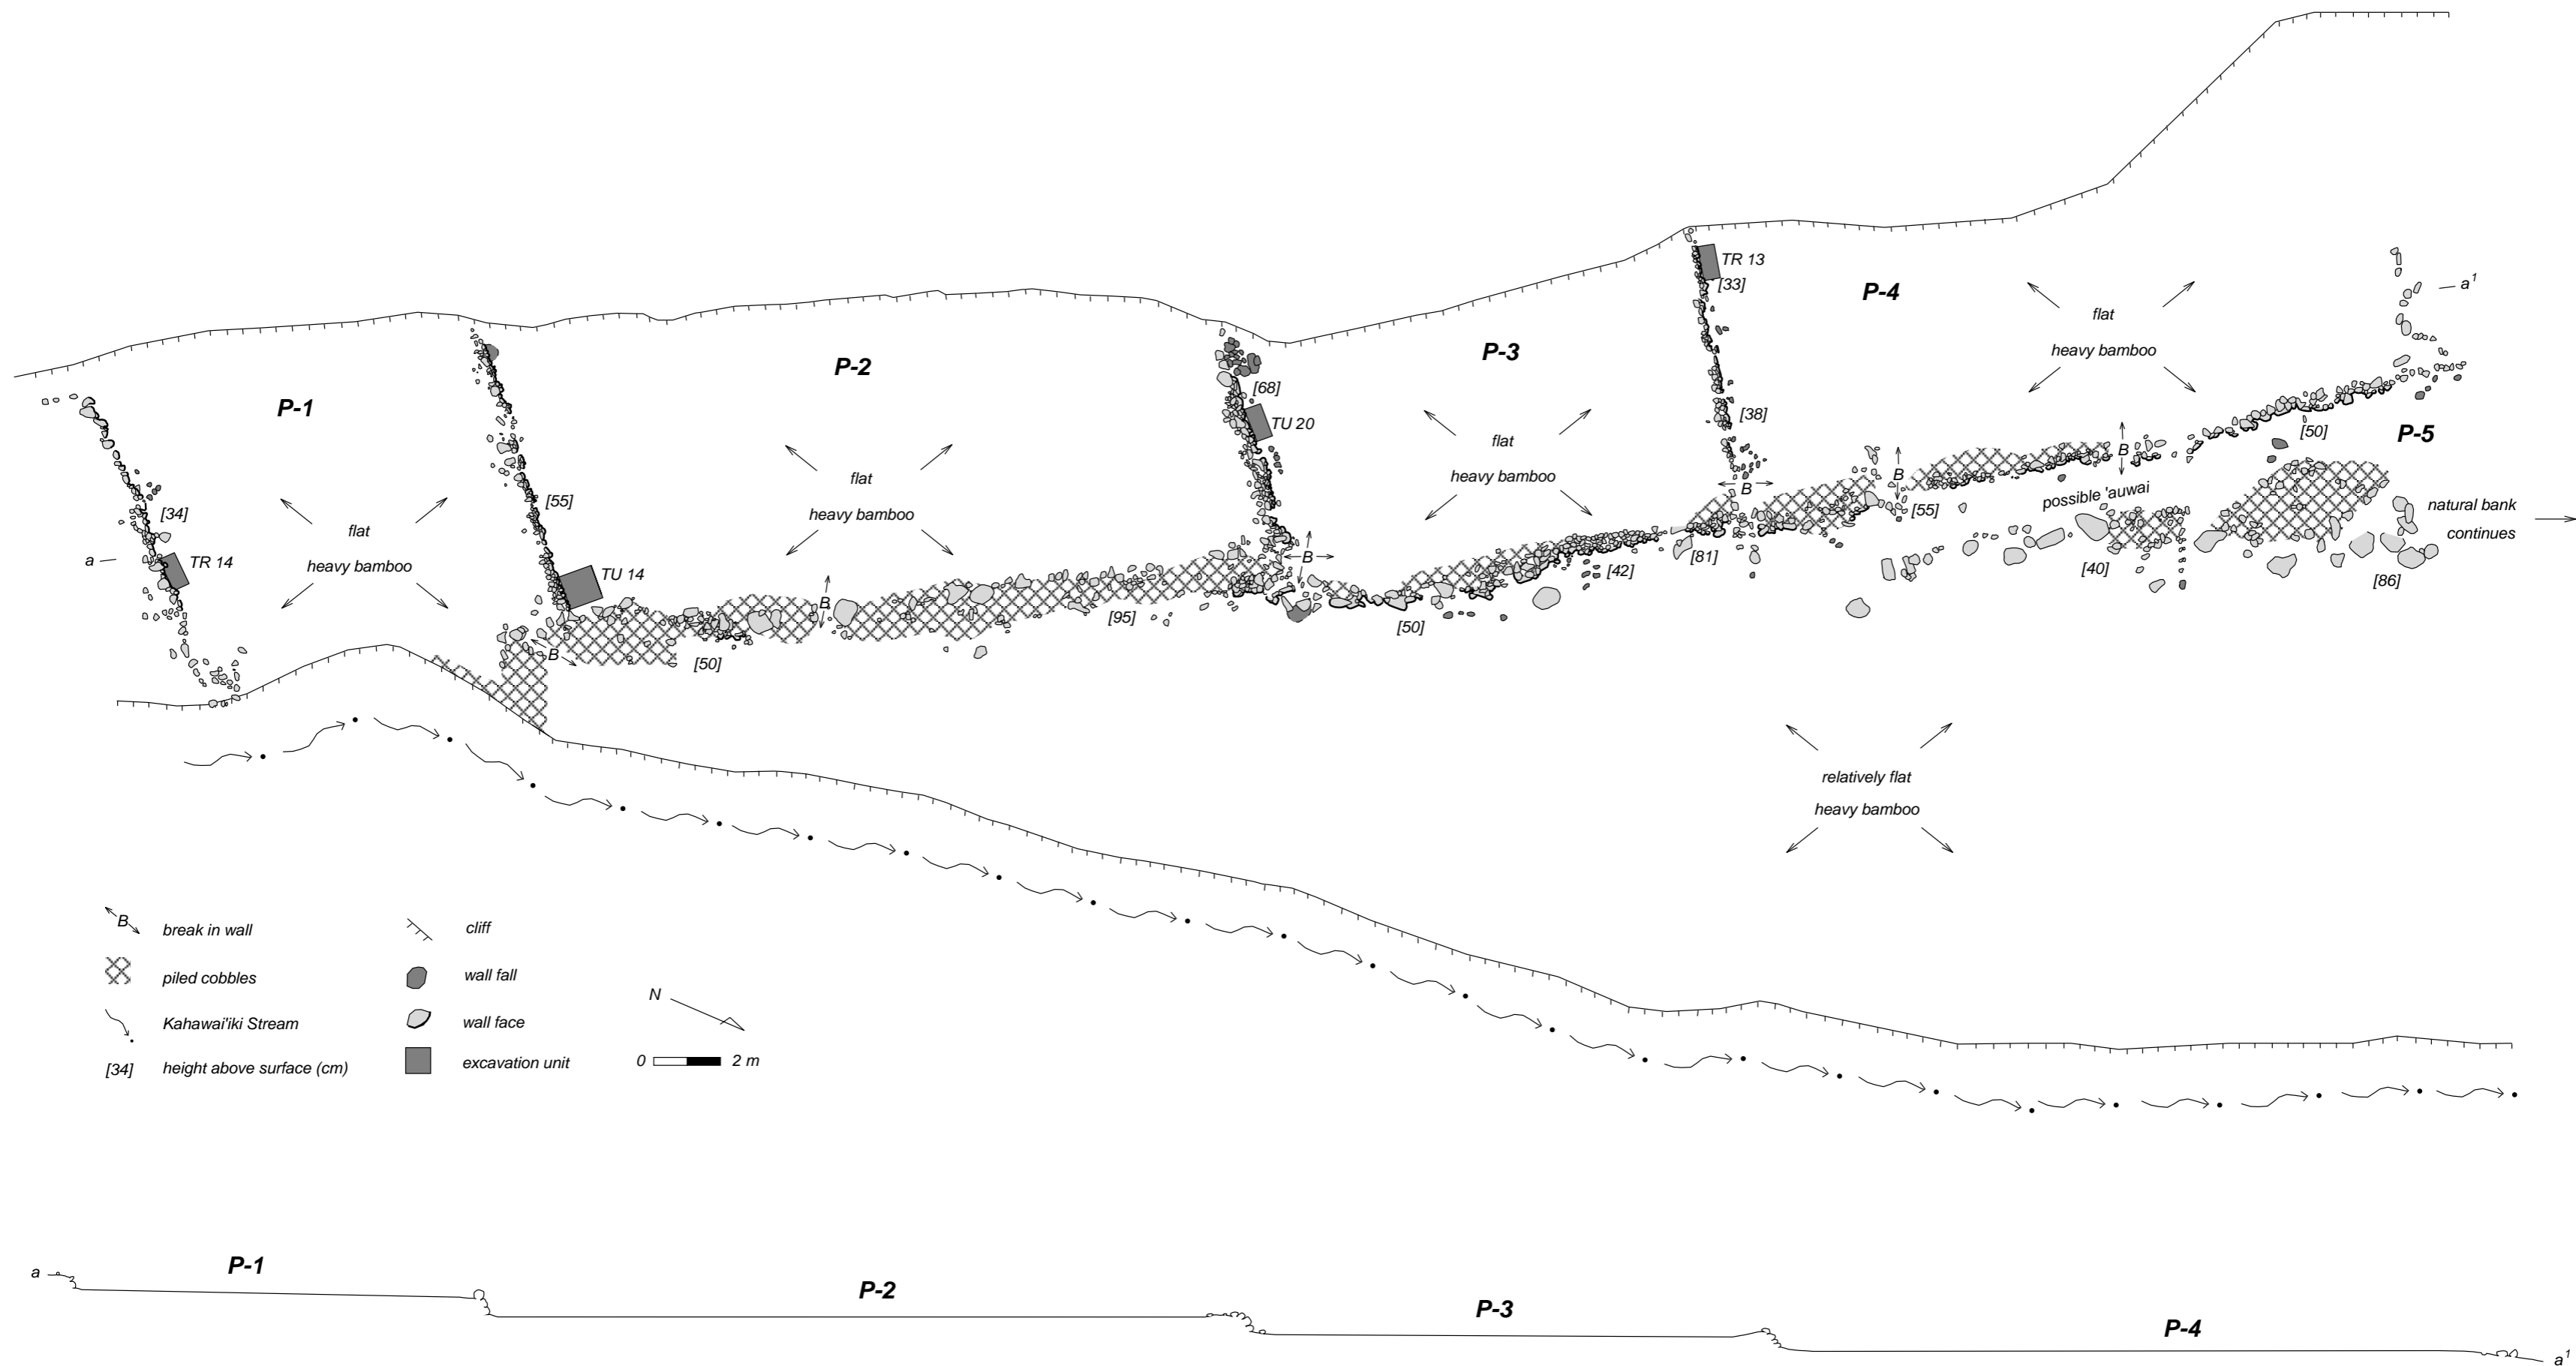 TR 13
[33]
P-4
a¹
flat
heavy bamboo
P-3
P-2
[68]
P-1
[38]
TU 20
[50]
P-5
flat
heavy bamboo
B
B
flat
heavy bamboo
B
possible 'auwai
[55]
natural bank
continues
[55]
[34]
flat
heavy bamboo
B
[81]
[42]
[40]
[86]
a
TR 14
TU 14
B
[95]
[50]
B
[50]
relatively flat
heavy bamboo
B
break in wall
cliff
piled cobbles
wall fall
N
Kahawai'iki Stream
wall face
[34]
height above surface (cm)
excavation unit
0
2 m
a
P-1
P-2
P-3
P-4
a¹